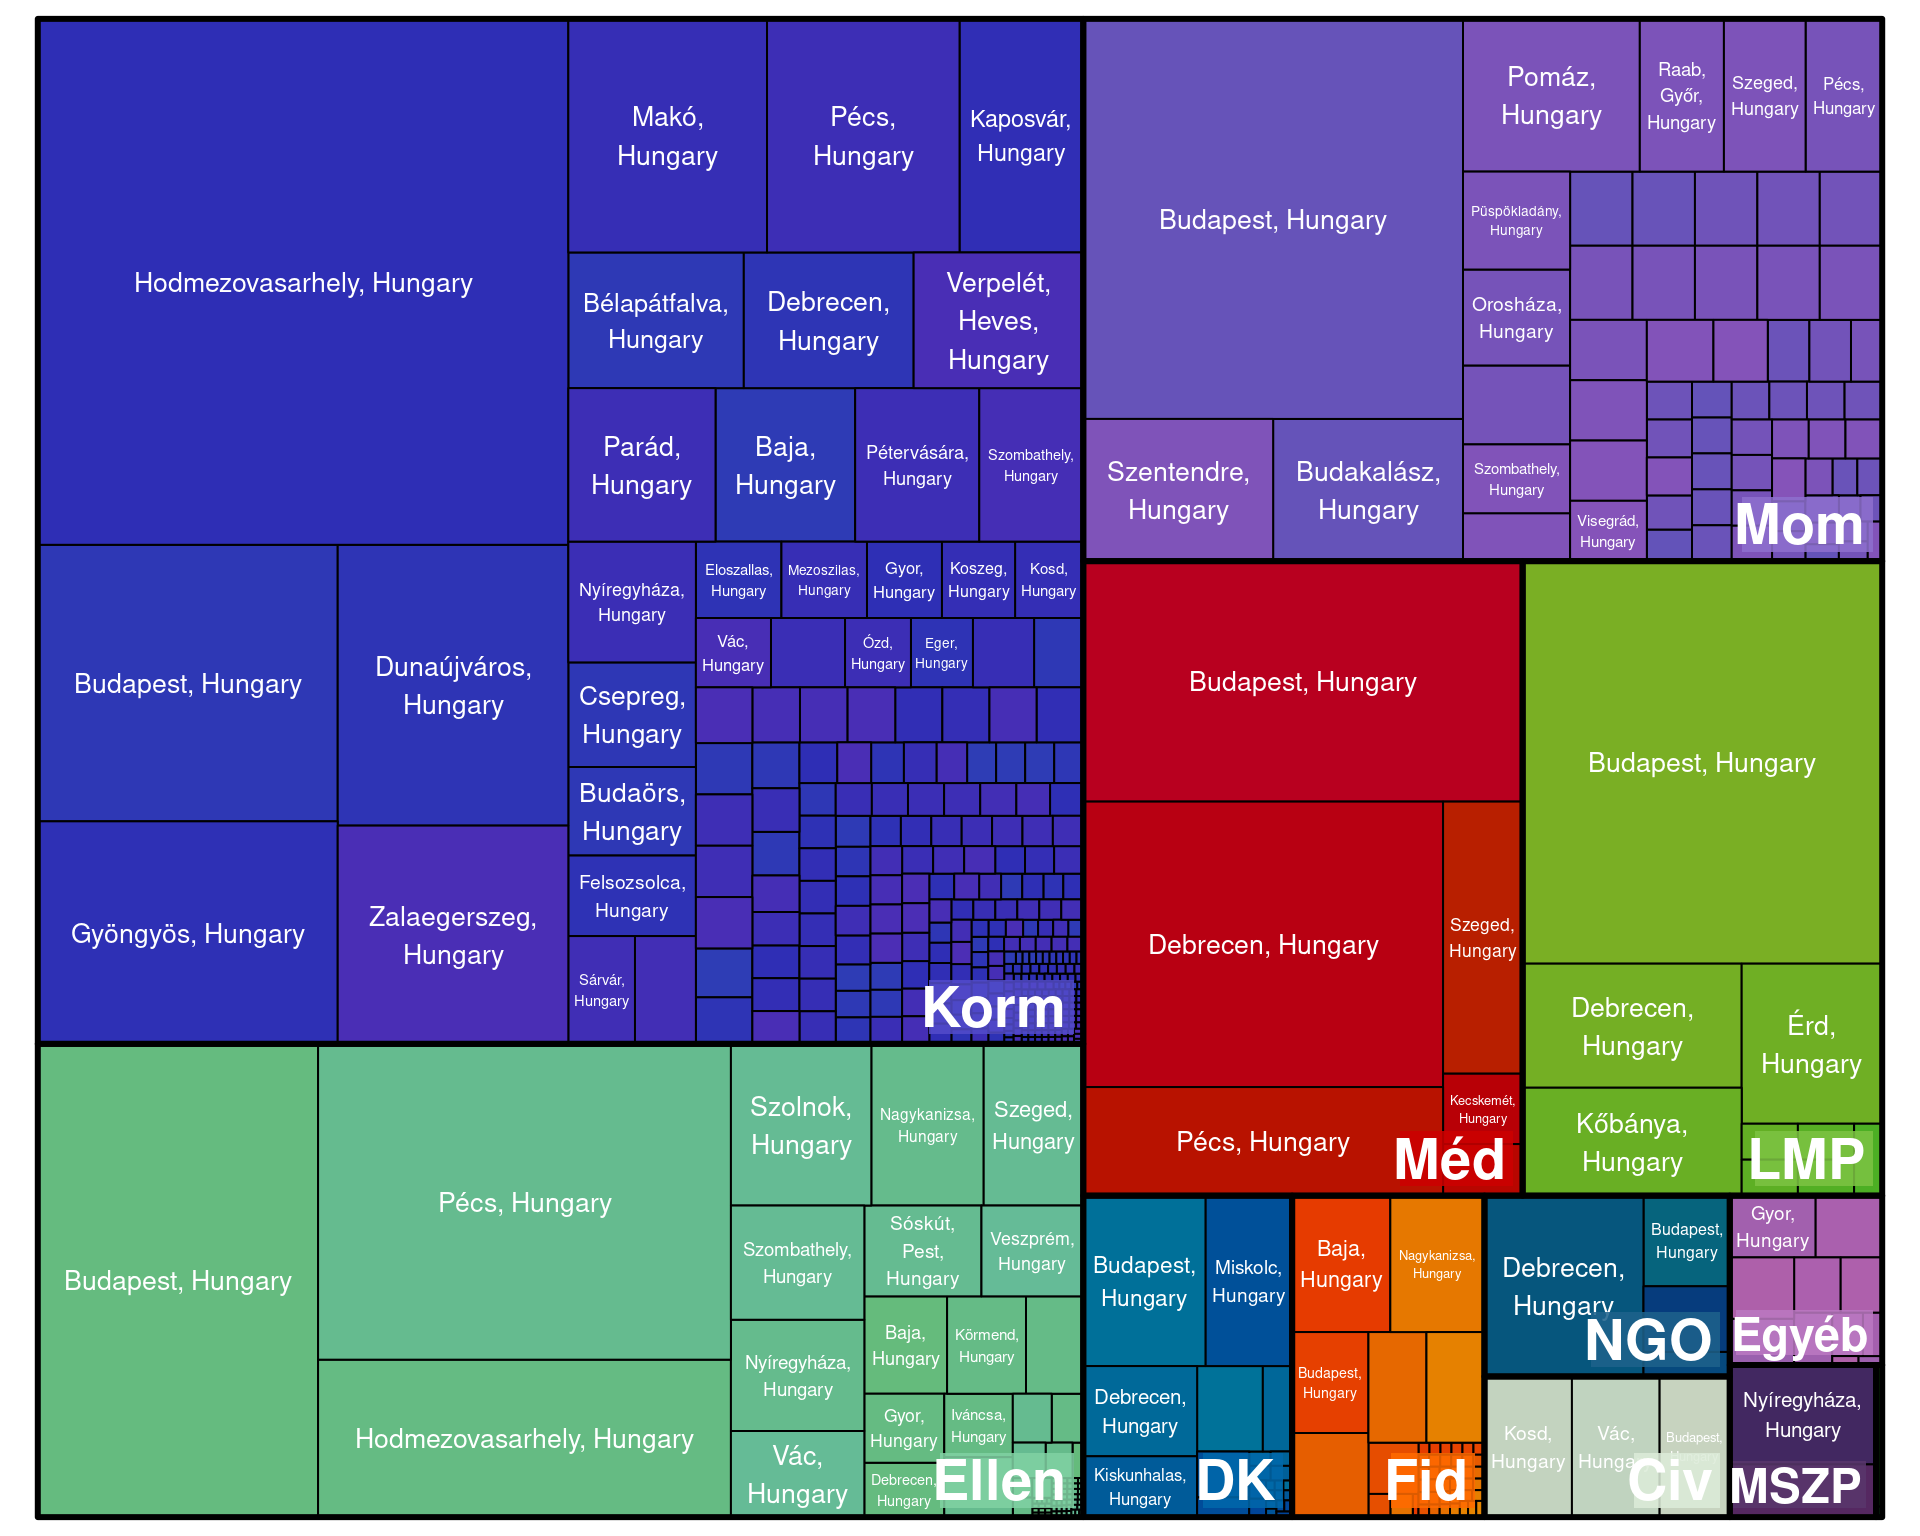 Hodmezovasarhely, Hungary
Makó,
Hungary
Pécs,
Hungary
Kaposvár,
Hungary
Bélapátfalva,
Hungary
Debrecen,
Hungary
Verpelét,
Heves,
Hungary
Parád,
Hungary
Baja,
Hungary
Pétervására,
Hungary
Szombathely,
Hungary
Budapest, Hungary
Dunaújváros,
Hungary
Gyöngyös, Hungary
Zalaegerszeg,
Hungary
Nyíregyháza,
Hungary
Eloszallas,
Hungary
Mezoszilas,
Hungary
Gyor,
Hungary
Koszeg,
Hungary
Kosd,
Hungary
Vác,
Hungary
Ózd,
Hungary
Eger,
Hungary
Csepreg,
Hungary
Budaörs,
Hungary
Felsozsolca,
Hungary
Sárvár,
Hungary
Korm
Budapest, Hungary
Pomáz,
Hungary
Raab,
Győr,
Hungary
Szeged,
Hungary
Pécs,
Hungary
Püspökladány,
Hungary
Orosháza,
Hungary
Szentendre,
Hungary
Budakalász,
Hungary
Szombathely,
Hungary
Visegrád,
Hungary
Mom
Budapest, Hungary
Debrecen, Hungary
Szeged,
Hungary
Pécs, Hungary
Kecskemét,
Hungary
Méd
Budapest, Hungary
Debrecen,
Hungary
Érd,
Hungary
Kőbánya,
Hungary
LMP
Budapest, Hungary
Pécs, Hungary
Hodmezovasarhely, Hungary
Szolnok,
Hungary
Nagykanizsa,
Hungary
Szeged,
Hungary
Szombathely,
Hungary
Sóskút,
Pest,
Hungary
Veszprém,
Hungary
Nyíregyháza,
Hungary
Baja,
Hungary
Körmend,
Hungary
Vác,
Hungary
Gyor,
Hungary
Iváncsa,
Hungary
Debrecen,
Hungary
Ellen
Budapest,
Hungary
Miskolc,
Hungary
Debrecen,
Hungary
Kiskunhalas,
Hungary
DK
Baja,
Hungary
Nagykanizsa,
Hungary
Budapest,
Hungary
Fid
Debrecen,
Hungary
Budapest,
Hungary
NGO
Gyor,
Hungary
Egyéb
Kosd,
Hungary
Vác,
Hungary
Budapest,
Civ
Nyíregyháza,
Hungary
MSZP